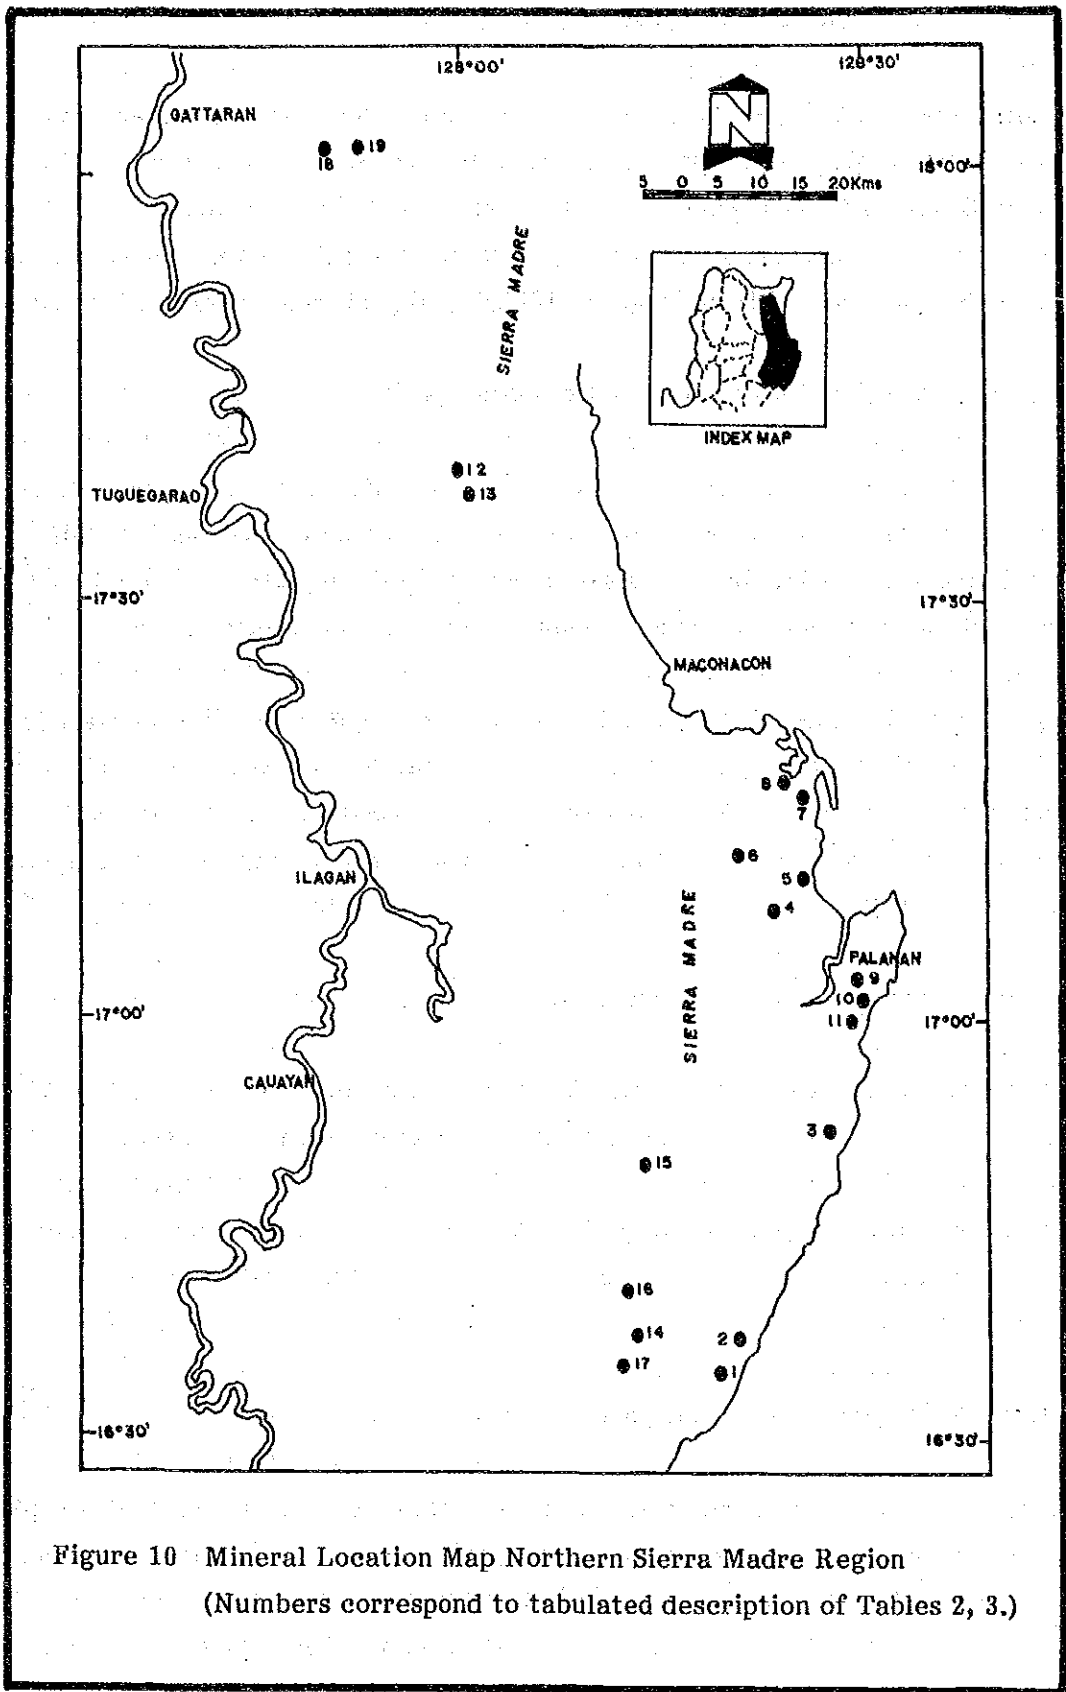 128°00'
128°30'
GATTARAN
N
18 19
18°00'
5 0 5 10 15 20Kms
SIERRA MADRE
INDEX MAP
12
TUGUEGARAO
13
17°30'
17°30'
MACONACON
8
7
6
ILAGAN
5
4
SIERRA MADRE
PALANAN
9
10
17°00'
11
17°00'
CAUAYAN
3
15
16
14
2
17
1
16°30'
16°30'
Figure 10 Mineral Location Map Northern Sierra Madre Region
(Numbers correspond to tabulated description of Tables 2, 3.)